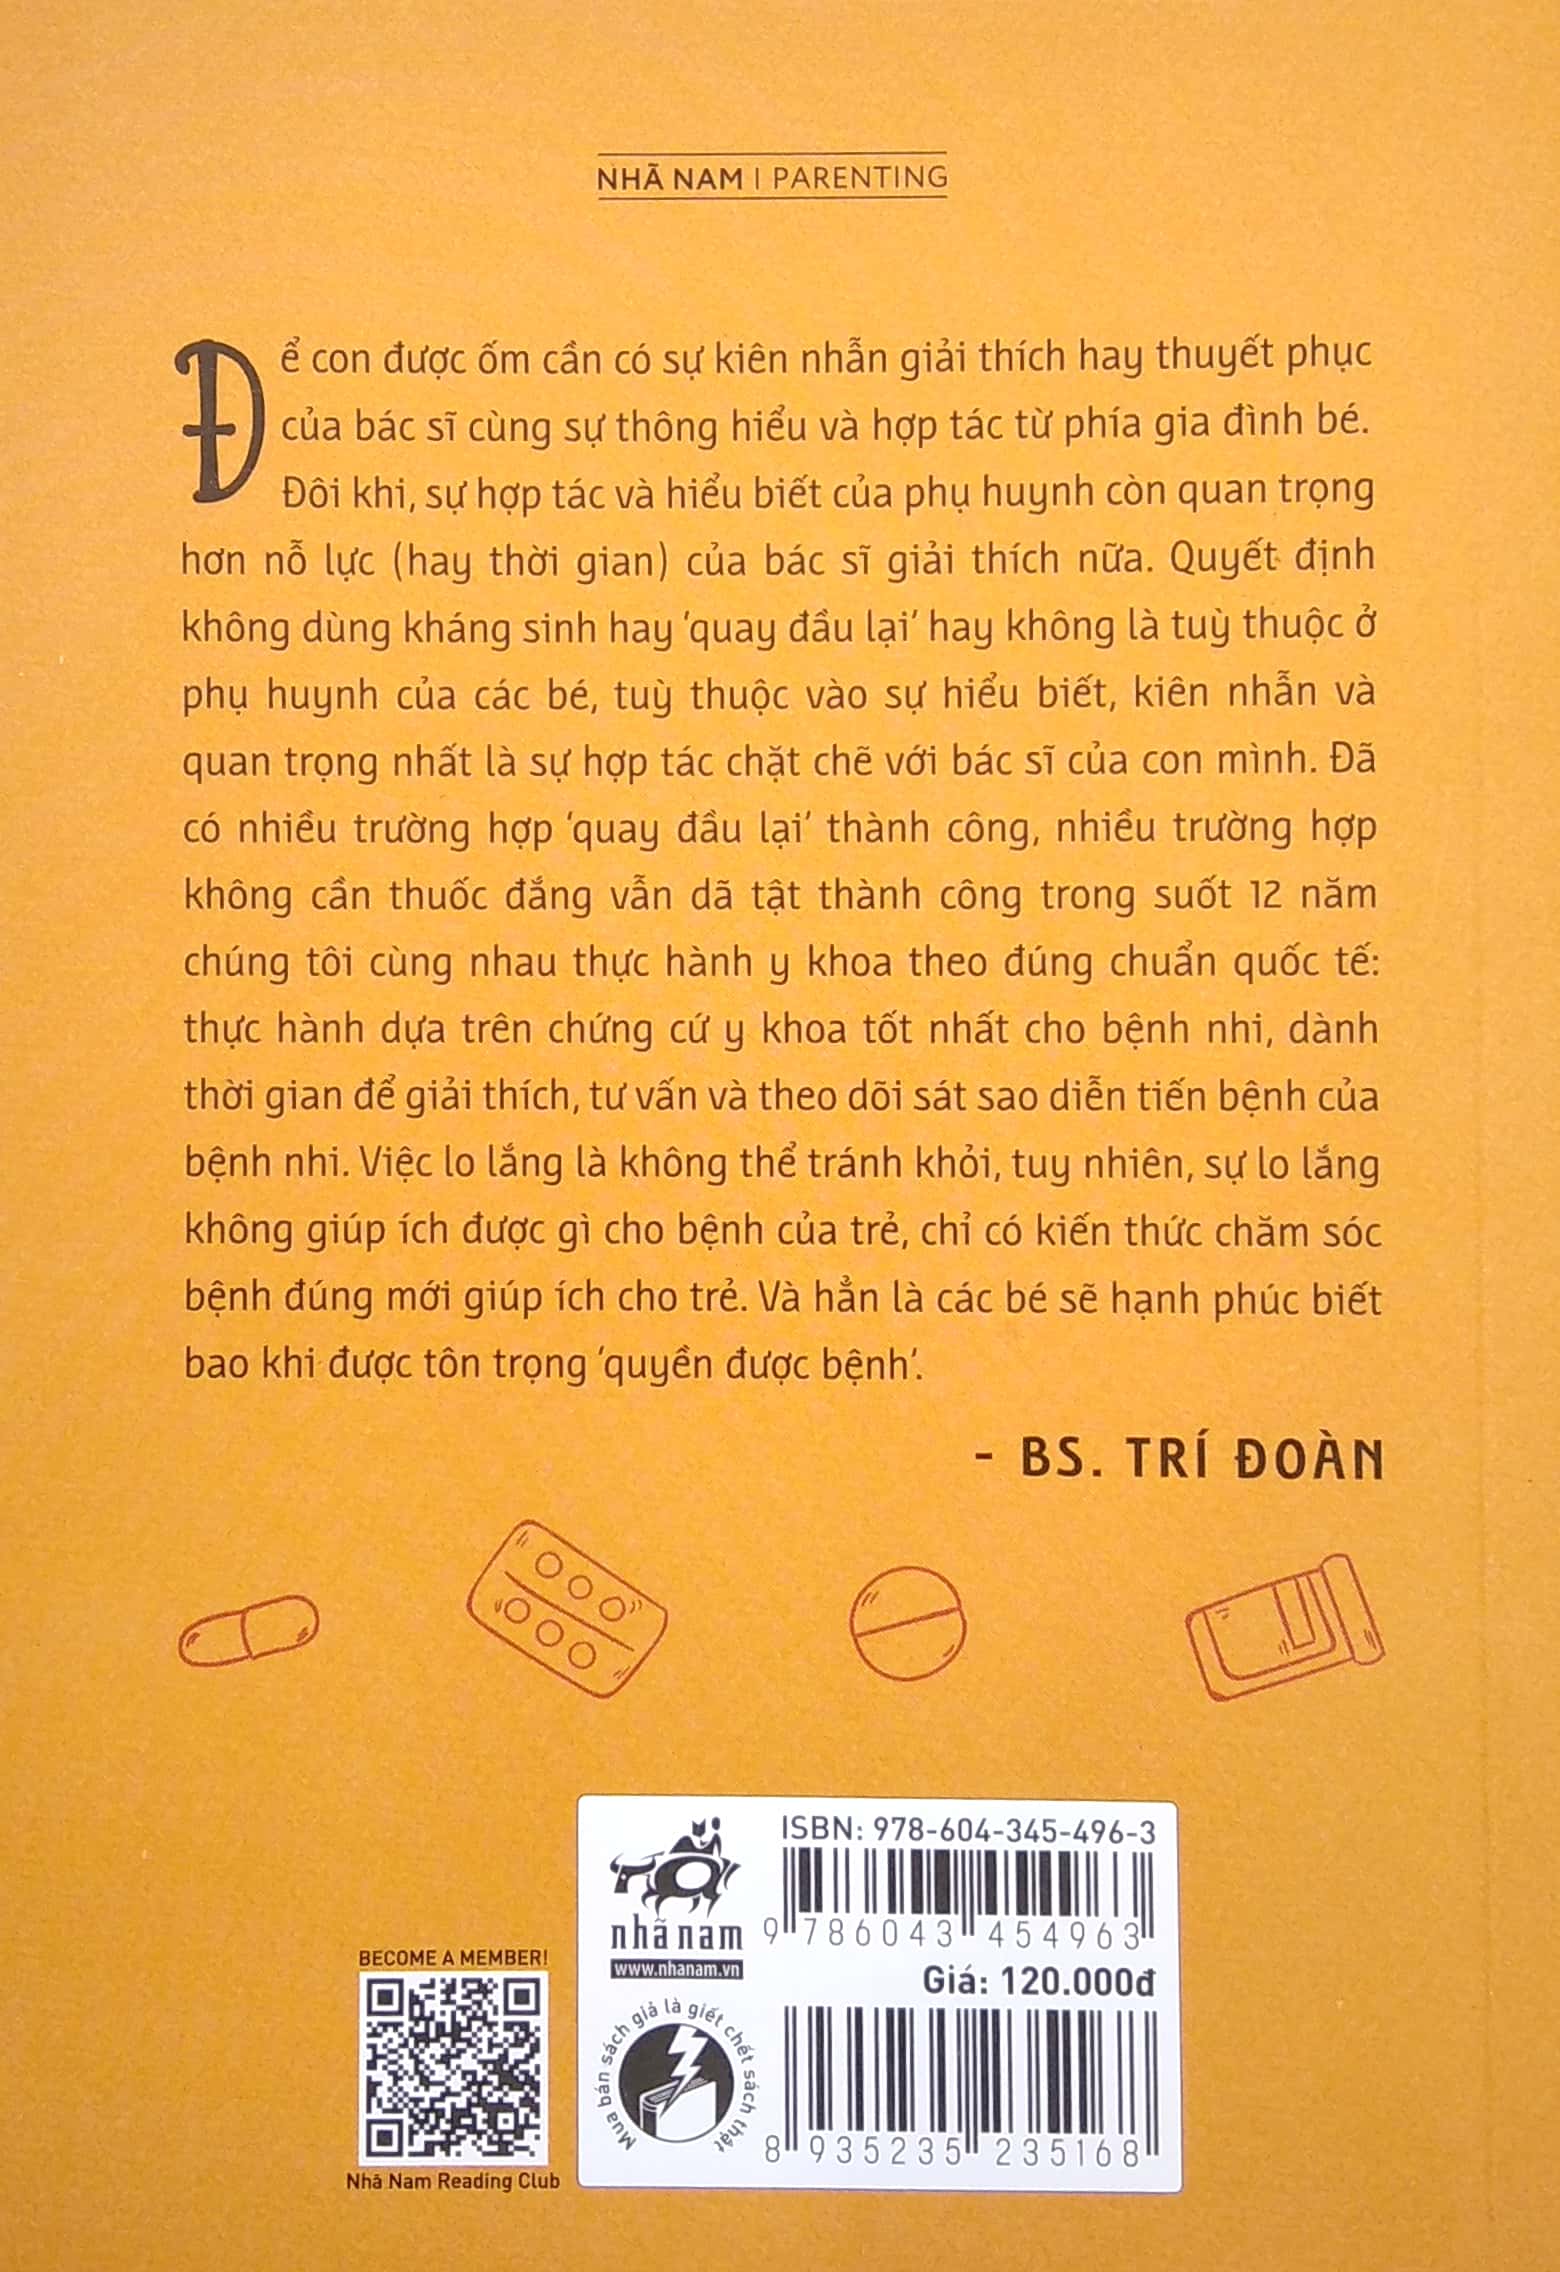 NHÃ NAM | PARENTING
Để con được ốm cần có sự kiên nhẫn giải thích hay thuyết phục
của bác sĩ cùng sự thông hiểu và hợp tác từ phía gia đình bé.
Đôi khi, sự hợp tác và hiểu biết của phụ huynh còn quan trọng
hơn nỗ lực (hay thời gian) của bác sĩ giải thích nữa. Quyết định
không dùng kháng sinh hay ‘quay đầu lại’ hay không là tuỳ thuộc ở
phụ huynh của các bé, tuỳ thuộc vào sự hiểu biết, kiên nhẫn và
quan trọng nhất là sự hợp tác chặt chẽ với bác sĩ của con mình. Đã
có nhiều trường hợp ‘quay đầu lại’ thành công, nhiều trường hợp
không cần thuốc đắng vẫn dã tật thành công trong suốt 12 năm
chúng tôi cùng nhau thực hành y khoa theo đúng chuẩn quốc tế:
thực hành dựa trên chứng cứ y khoa tốt nhất cho bệnh nhi, dành
thời gian để giải thích, tư vấn và theo dõi sát sao diễn tiến bệnh của
bệnh nhi. Việc lo lắng là không thể tránh khỏi, tuy nhiên, sự lo lắng
không giúp ích được gì cho bệnh của trẻ, chỉ có kiến thức chăm sóc
bệnh đúng mới giúp ích cho trẻ. Và hẳn là các bé sẽ hạnh phúc biết
bao khi được tôn trọng ‘quyền được bệnh’.
- BS. TRÍ ĐOÀN
ISBN: 978-604-345-496-3
9 786043 454963
nhã nam
www.nhanam.vn
Giá: 120.000đ
Mua bán sách giả là giết chết sách thật
8 935235 235168
BECOME A MEMBER!
Nhã Nam Reading Club